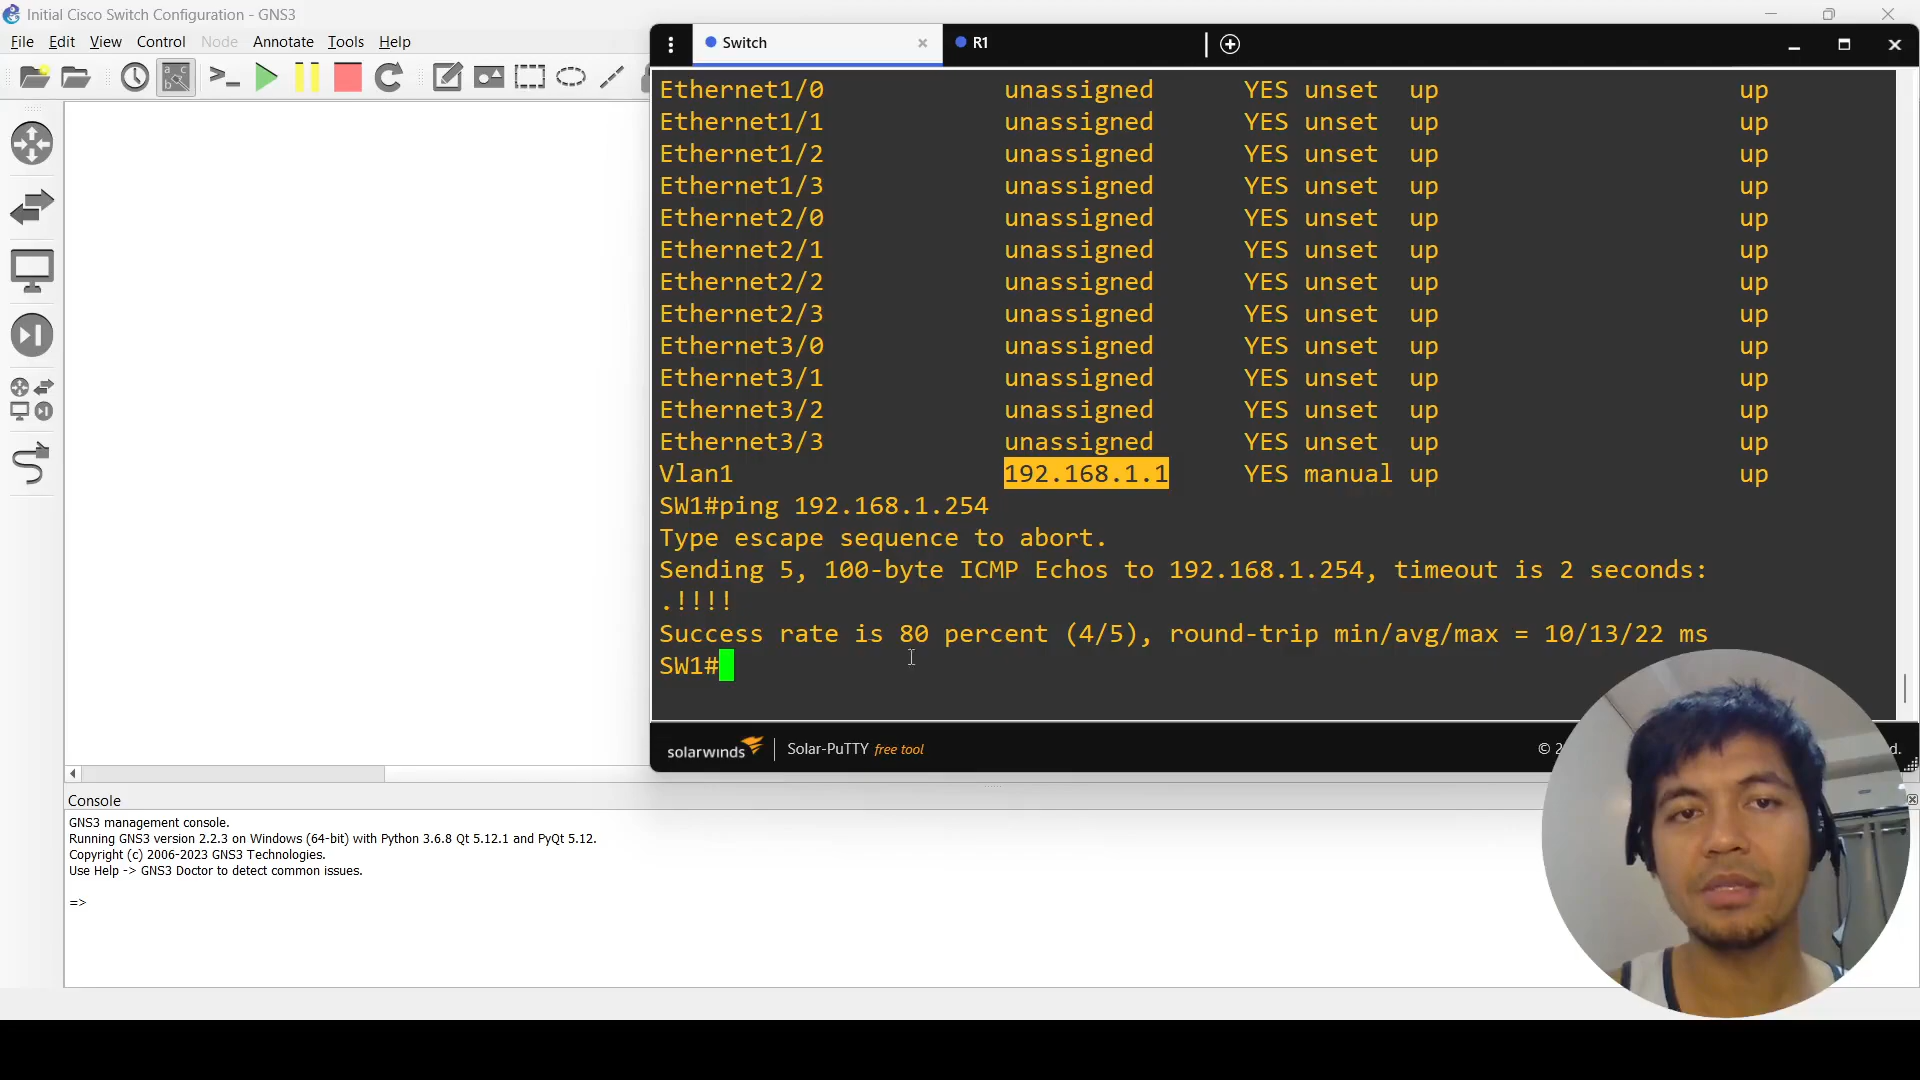 Initial Cisco Switch Configuration - GNS3
File Edit View Control Node Annotate Tools Help
Switch R1
Ethernet1/0 unassigned YES unset up up
Ethernet1/1 unassigned YES unset up up
Ethernet1/2 unassigned YES unset up up
Ethernet1/3 unassigned YES unset up up
Ethernet2/0 unassigned YES unset up up
Ethernet2/1 unassigned YES unset up up
Ethernet2/2 unassigned YES unset up up
Ethernet2/3 unassigned YES unset up up
Ethernet3/0 unassigned YES unset up up
Ethernet3/1 unassigned YES unset up up
Ethernet3/2 unassigned YES unset up up
Ethernet3/3 unassigned YES unset up up
Vlan1 192.168.1.1 YES manual up up
SW1#ping 192.168.1.254
Type escape sequence to abort.
Sending 5, 100-byte ICMP Echos to 192.168.1.254, timeout is 2 seconds:
.!!!!
Success rate is 80 percent (4/5), round-trip min/avg/max = 10/13/22 ms
SW1#
solarwinds Solar-PuTTY free tool
Console
GNS3 management console.
Running GNS3 version 2.2.3 on Windows (64-bit) with Python 3.6.8 Qt 5.12.1 and PyQt 5.12.
Copyright (c) 2006-2023 GNS3 Technologies.
Use Help -> GNS3 Doctor to detect common issues.
=>